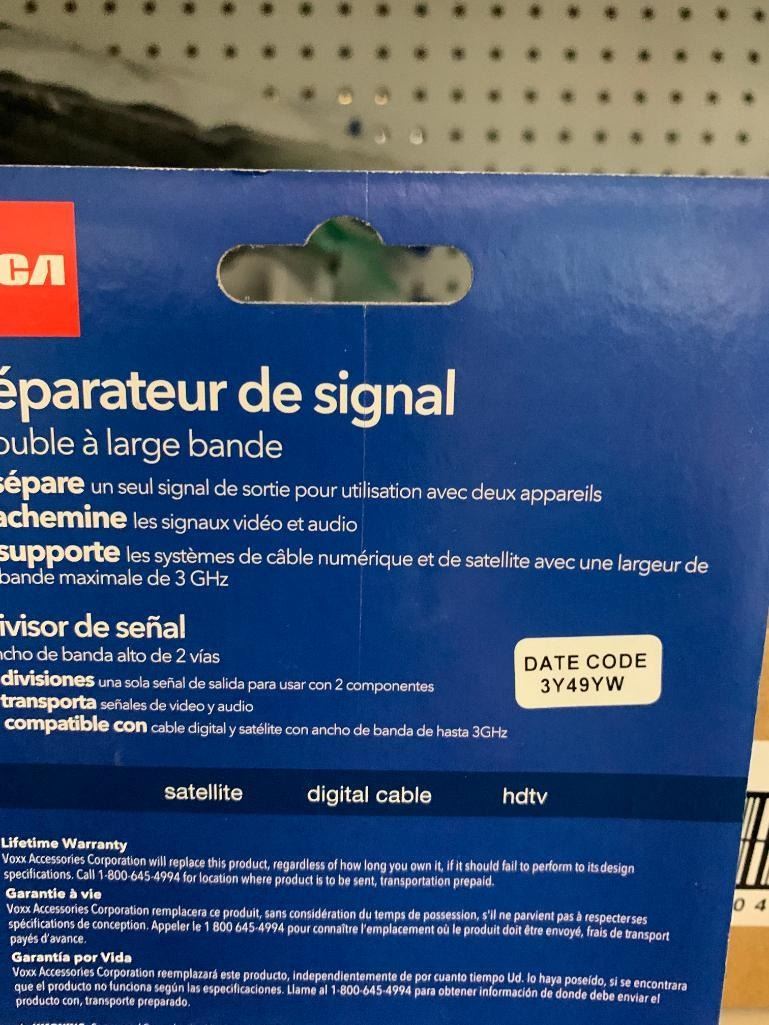 CA
éparateur de signal
ouble à large bande
sépare un seul signal de sortie pour utilisation avec deux appareils
achemine les signaux vidéo et audio
supporte les systèmes de câble numérique et de satellite avec une largeur de
bande maximale de 3 GHz
ivisor de señal
ncho de banda alto de 2 vías
divisiones una sola señal de salida para usar con 2 componentes
transporta señales de video y audio
compatible con cable digital y satélite con ancho de banda de hasta 3GHz
DATE CODE
3Y49YW
satellite digital cable hdtv
Lifetime Warranty
Voxx Accessories Corporation will replace this product, regardless of how long you own it, if it should fail to perform to its design
specifications. Call 1-800-645-4994 for location where product is to be sent, transportation prepaid.
Garantie à vie
Voxx Accessories Corporation remplacera ce produit, sans considération du temps de possession, s'il ne parvient pas à respecter ses
spécifications de conception. Appeler le 1 800 645-4994 pour connaître l'emplacement où le produit doit être envoyé, frais de transport
payés d'avance.
Garantía por Vida
Voxx Accessories Corporation reemplazará este producto, independientemente de por cuanto tiempo Ud. lo haya poseído, si se encontrara
que el producto no funciona según las especificaciones. Llame al 1-800-645-4994 para obtener información de donde debe enviar el
producto con, transporte preparado.
0 4